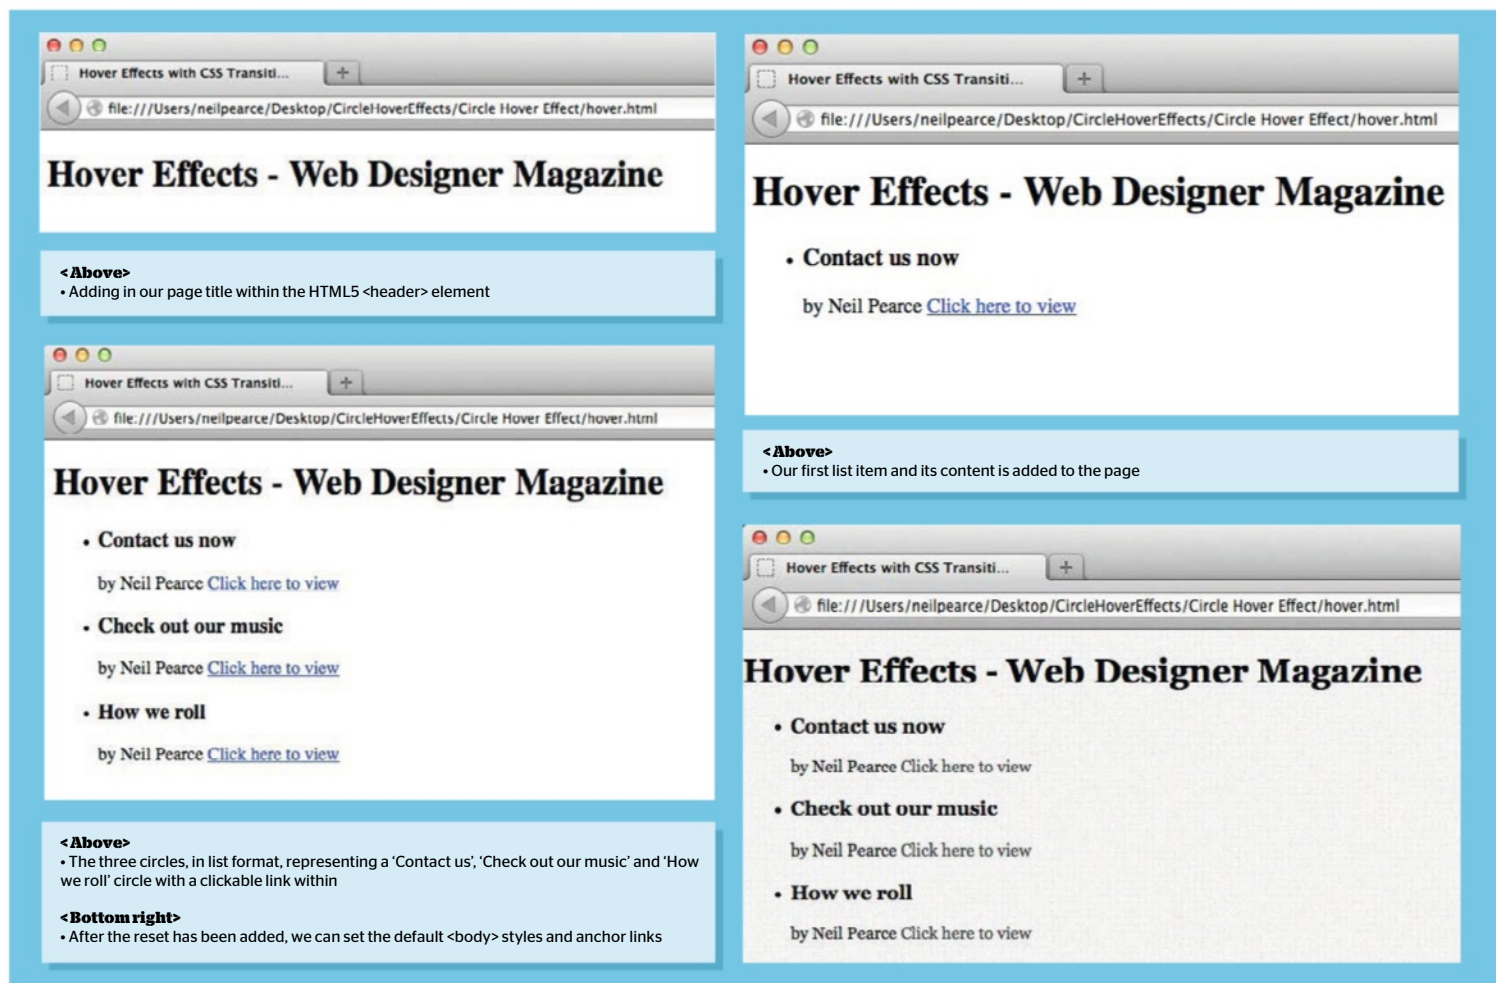 Hover Effects with CSS Transiti...
file:///Users/neilpearce/Desktop/CircleHoverEffects/Circle Hover Effect/hover.html
Hover Effects - Web Designer Magazine
<Above>
• Adding in our page title within the HTML5 <header> element
Hover Effects with CSS Transiti...
file:///Users/neilpearce/Desktop/CircleHoverEffects/Circle Hover Effect/hover.html
Hover Effects - Web Designer Magazine
• Contact us now
by Neil Pearce Click here to view
• Check out our music
by Neil Pearce Click here to view
• How we roll
by Neil Pearce Click here to view
<Above>
• The three circles, in list format, representing a ‘Contact us’, ‘Check out our music’ and ‘How
we roll’ circle with a clickable link within
<Bottom right>
• After the reset has been added, we can set the default <body> styles and anchor links
Hover Effects with CSS Transiti...
file:///Users/neilpearce/Desktop/CircleHoverEffects/Circle Hover Effect/hover.html
Hover Effects - Web Designer Magazine
• Contact us now
by Neil Pearce Click here to view
<Above>
• Our first list item and its content is added to the page
Hover Effects with CSS Transiti...
file:///Users/neilpearce/Desktop/CircleHoverEffects/Circle Hover Effect/hover.html
Hover Effects - Web Designer Magazine
• Contact us now
by Neil Pearce Click here to view
• Check out our music
by Neil Pearce Click here to view
• How we roll
by Neil Pearce Click here to view